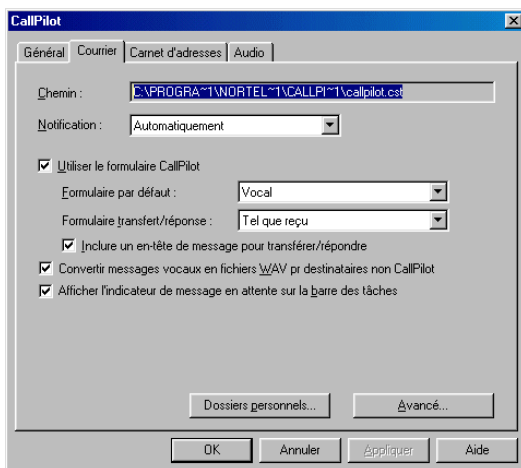 CallPilot
Général Courrier Carnet d'adresses Audio
Chemin : C:\PROGRA~1\NORTEL~1\CALLPI~1\callpilot.cst
Notification : Automatiquement
Utiliser le formulaire CallPilot
Formulaire par défaut : Vocal
Formulaire transfert/réponse : Tel que reçu
Inclure un en-tête de message pour transférer/répondre
Convertir messages vocaux en fichiers WAV pr destinataires non CallPilot
Afficher l'indicateur de message en attente sur la barre des tâches
Dossiers personnels... Avancé...
OK Annuler Appliquer Aide